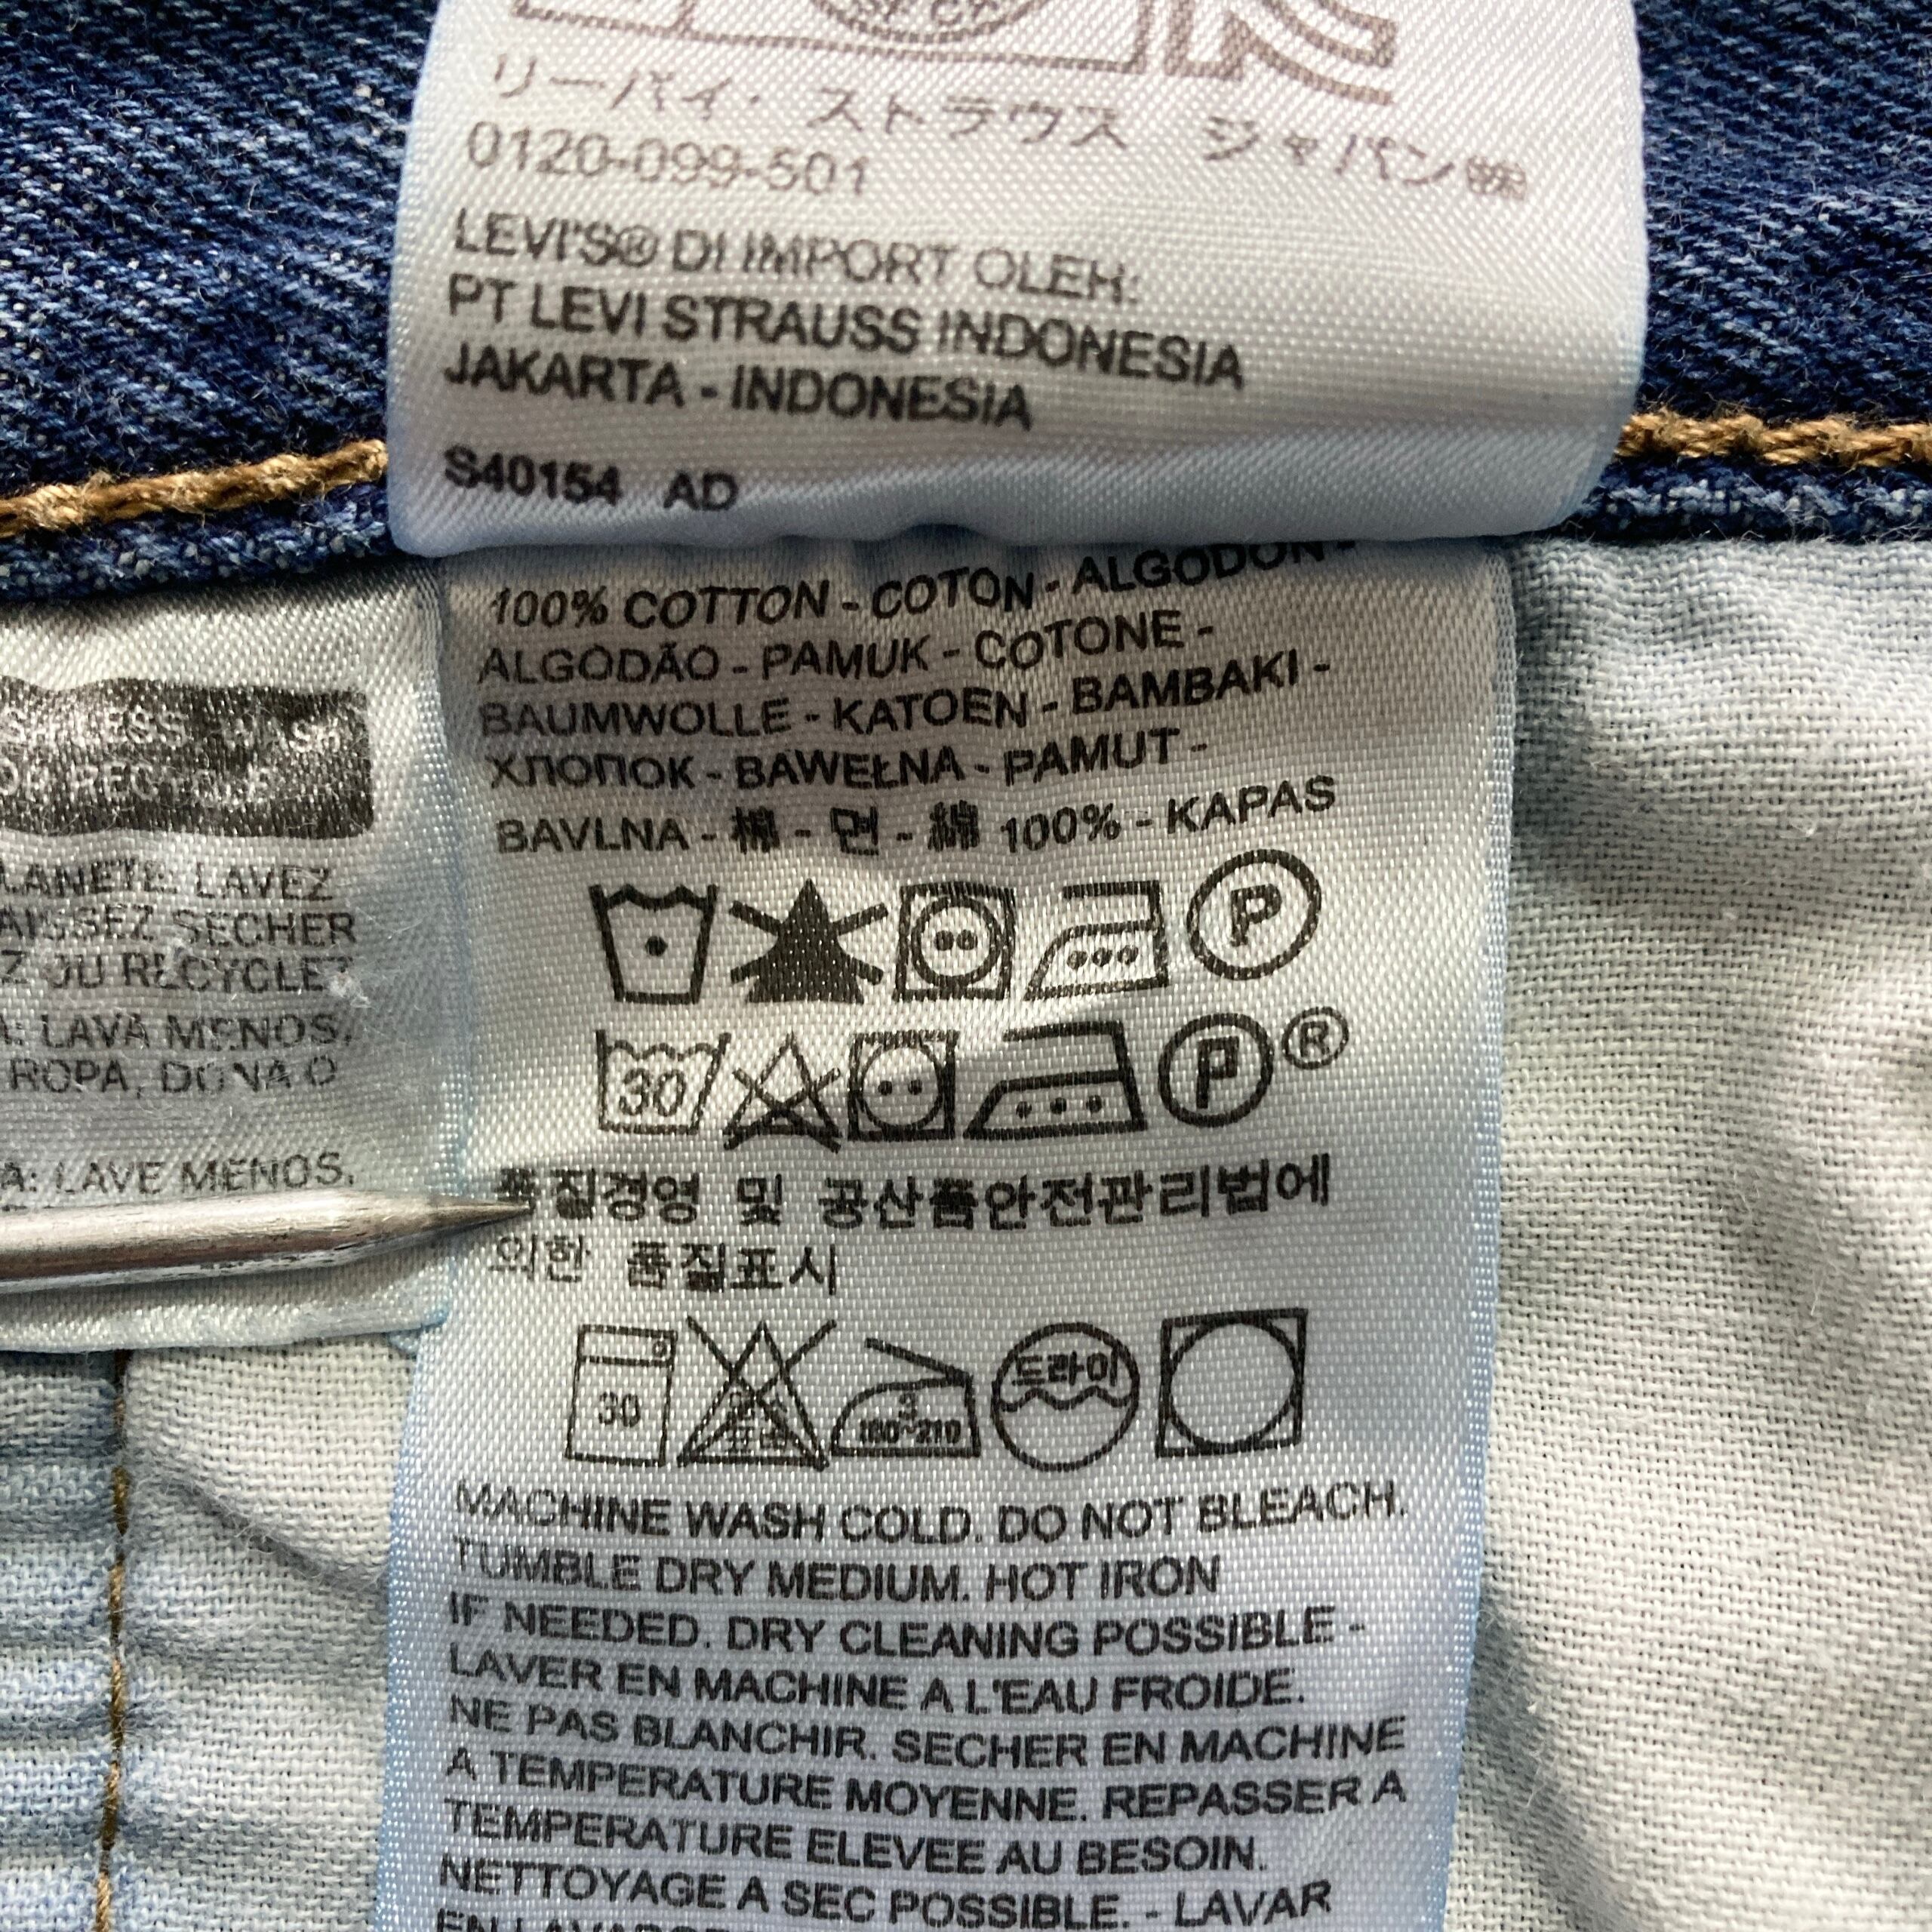 リーバイ・ストラウス ジャパン㈱
0120-099-501
LEVI'S® DI IMPORT OLEH:
PT LEVI STRAUSS INDONESIA
JAKARTA - INDONESIA
S40154 AD
100% COTTON - COTON - ALGODON -
ALGODÃO - PAMUK - COTONE -
BAUMWOLLE - KATOEN - BAMBAKI -
ХЛОПОК - BAWEŁNA - PAMUT -
BAVLNA - 棉 - 면 - 綿 100% - KAPAS
P
30 P ®
품질경영 및 공산품안전관리법에
의한 품질표시
30
3
180~210
드라이
MACHINE WASH COLD. DO NOT BLEACH.
TUMBLE DRY MEDIUM. HOT IRON
IF NEEDED. DRY CLEANING POSSIBLE -
LAVER EN MACHINE A L'EAU FROIDE.
NE PAS BLANCHIR. SECHER EN MACHINE
A TEMPERATURE MOYENNE. REPASSER A
TEMPERATURE ELEVEE AU BESOIN.
NETTOYAGE A SEC POSSIBLE. - LAVAR
WASH
LAVEZ
SECHER
OU RECYCLEZ
: LAVA MENOS,
ROPA, DONA O
A: LAVE MENOS,